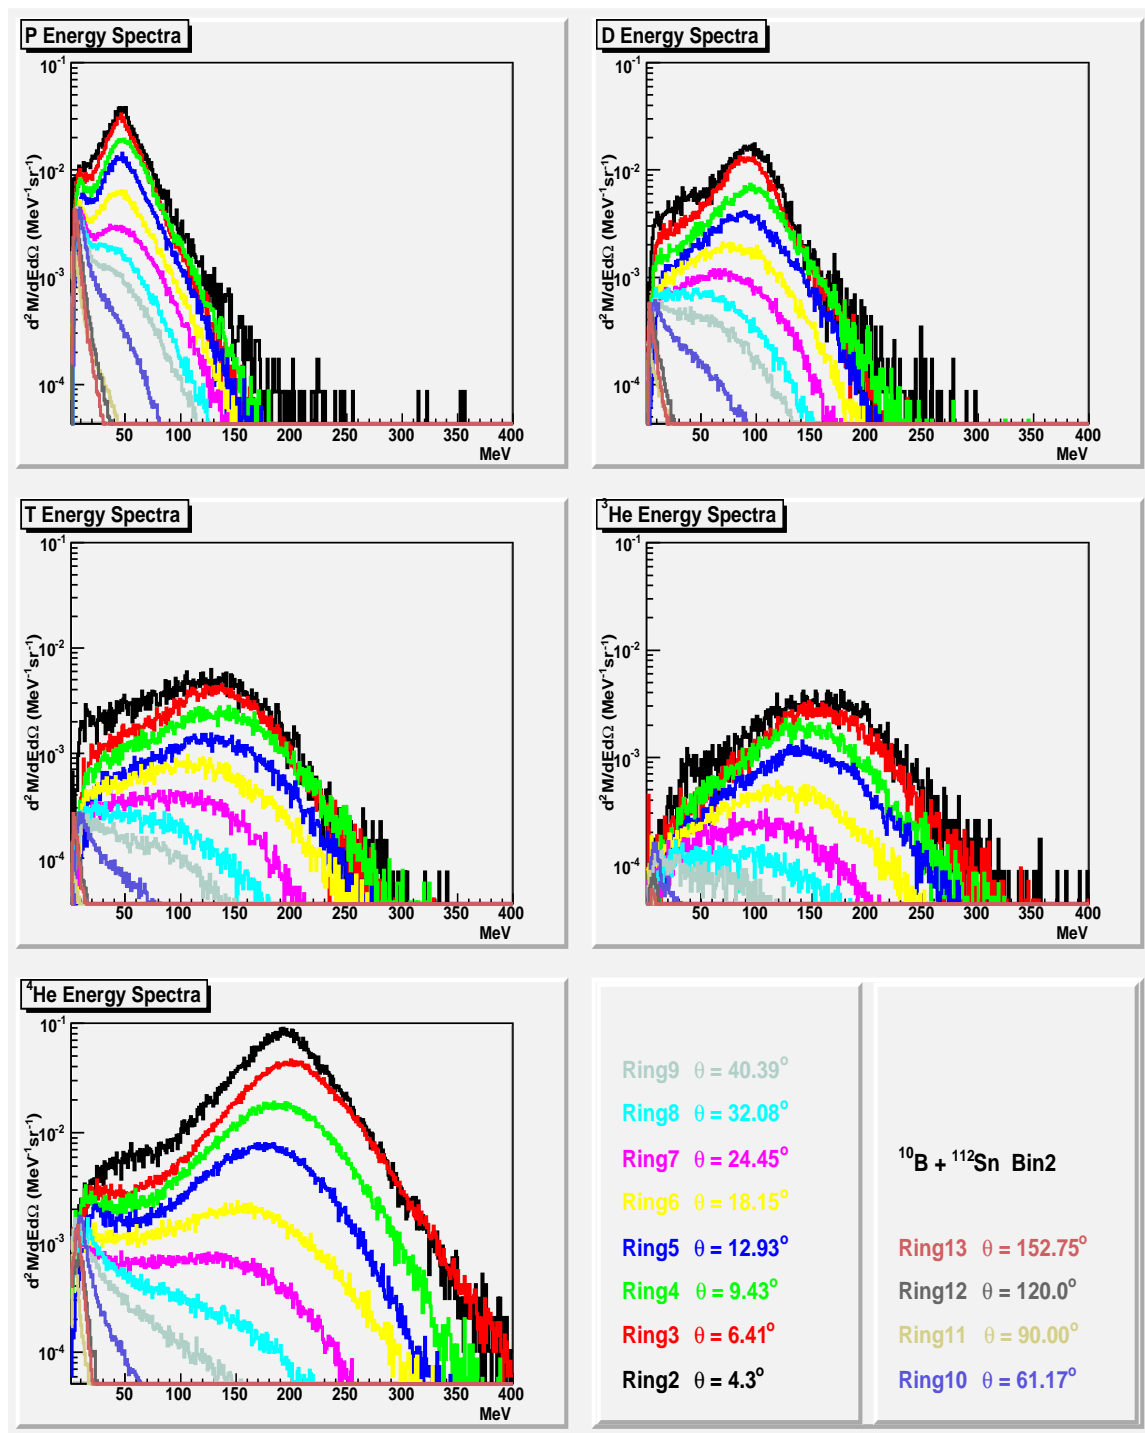 P Energy Spectra
d²M/dEdΩ (MeV⁻¹sr⁻¹)
10⁻¹
10⁻²
10⁻³
10⁻⁴
50 100 150 200 250 300 350 400
MeV
D Energy Spectra
d²M/dEdΩ (MeV⁻¹sr⁻¹)
10⁻¹
10⁻²
10⁻³
10⁻⁴
50 100 150 200 250 300 350 400
MeV
T Energy Spectra
d²M/dEdΩ (MeV⁻¹sr⁻¹)
10⁻¹
10⁻²
10⁻³
10⁻⁴
50 100 150 200 250 300 350 400
MeV
³He Energy Spectra
d²M/dEdΩ (MeV⁻¹sr⁻¹)
10⁻¹
10⁻²
10⁻³
10⁻⁴
50 100 150 200 250 300 350 400
MeV
⁴He Energy Spectra
d²M/dEdΩ (MeV⁻¹sr⁻¹)
10⁻¹
10⁻²
10⁻³
10⁻⁴
50 100 150 200 250 300 350 400
MeV
Ring9 θ = 40.39°
Ring8 θ = 32.08°
Ring7 θ = 24.45°
Ring6 θ = 18.15°
Ring5 θ = 12.93°
Ring4 θ = 9.43°
Ring3 θ = 6.41°
Ring2 θ = 4.3°
¹⁰B + ¹¹²Sn Bin2
Ring13 θ = 152.75°
Ring12 θ = 120.0°
Ring11 θ = 90.00°
Ring10 θ = 61.17°